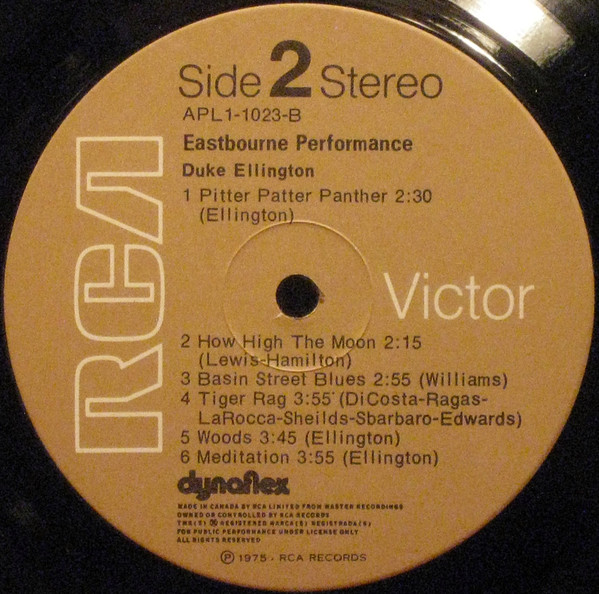 Side 2 Stereo
APL1-1023-B
Eastbourne Performance
Duke Ellington
1 Pitter Patter Panther 2:30
(Ellington)
RCA
Victor
2 How High The Moon 2:15
(Lewis-Hamilton)
3 Basin Street Blues 2:55 (Williams)
4 Tiger Rag 3:55 (DiCosta-Ragas-
LaRocca-Sheilds-Sbarbaro-Edwards)
5 Woods 3:45 (Ellington)
6 Meditation 3:55 (Ellington)
dynaflex
MADE IN CANADA BY RCA LIMITED FROM MASTER RECORDINGS
OWNED OR CONTROLLED BY RCA RECORDS
TMK(S) ® REGISTERED MARCA(S) REGISTRADA(S)
FOR PUBLIC PERFORMANCE UNDER LICENSE ONLY
ALL RIGHTS RESERVED
℗ 1975 - RCA RECORDS